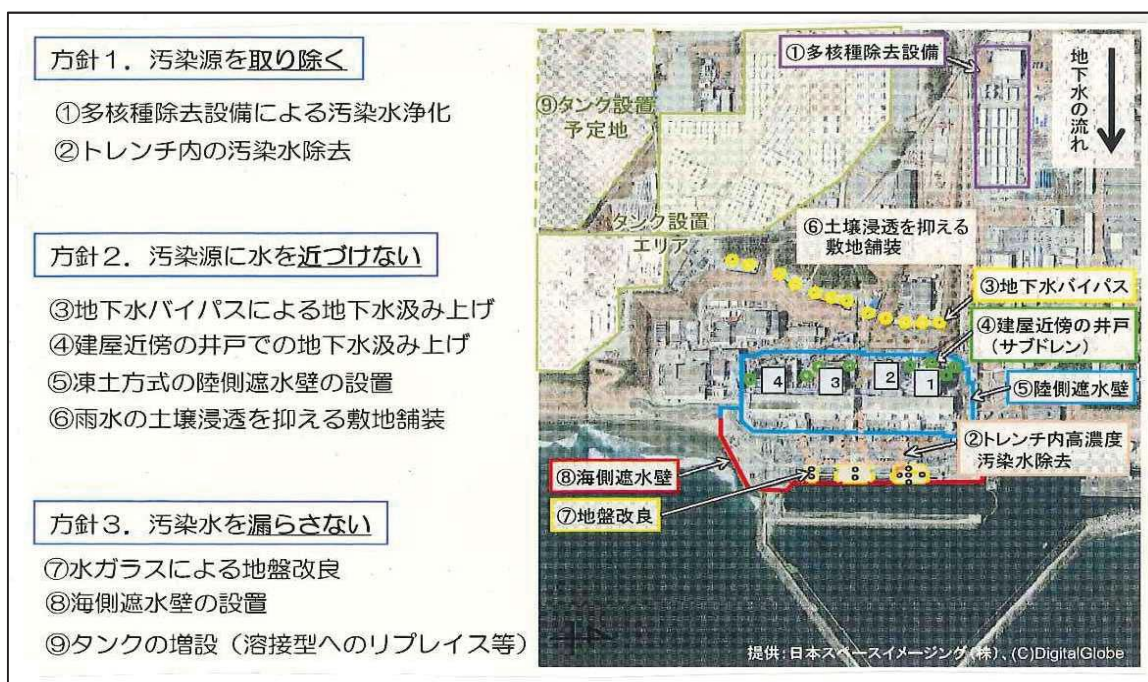 方針1．汚染源を取り除く
①多核種除去設備による汚染水浄化
②トレンチ内の汚染水除去
方針2．汚染源に水を近づけない
③地下水バイパスによる地下水汲み上げ
④建屋近傍の井戸での地下水汲み上げ
⑤凍土方式の陸側遮水壁の設置
⑥雨水の土壌浸透を抑える敷地舗装
方針3．汚染水を漏らさない
⑦水ガラスによる地盤改良
⑧海側遮水壁の設置
⑨タンクの増設（溶接型へのリプレイス等）
①多核種除去設備
地下水の流れ
⑨タンク設置
予定地
タンク設置
エリア
⑥土壌浸透を抑える
敷地舗装
③地下水バイパス
④建屋近傍の井戸
（サブドレン）
4
3
2
1
⑤陸側遮水壁
②トレンチ内高濃度
汚染水除去
⑧海側遮水壁
⑦地盤改良
提供：日本スペースイメージング（株）、(C)DigitalGlobe